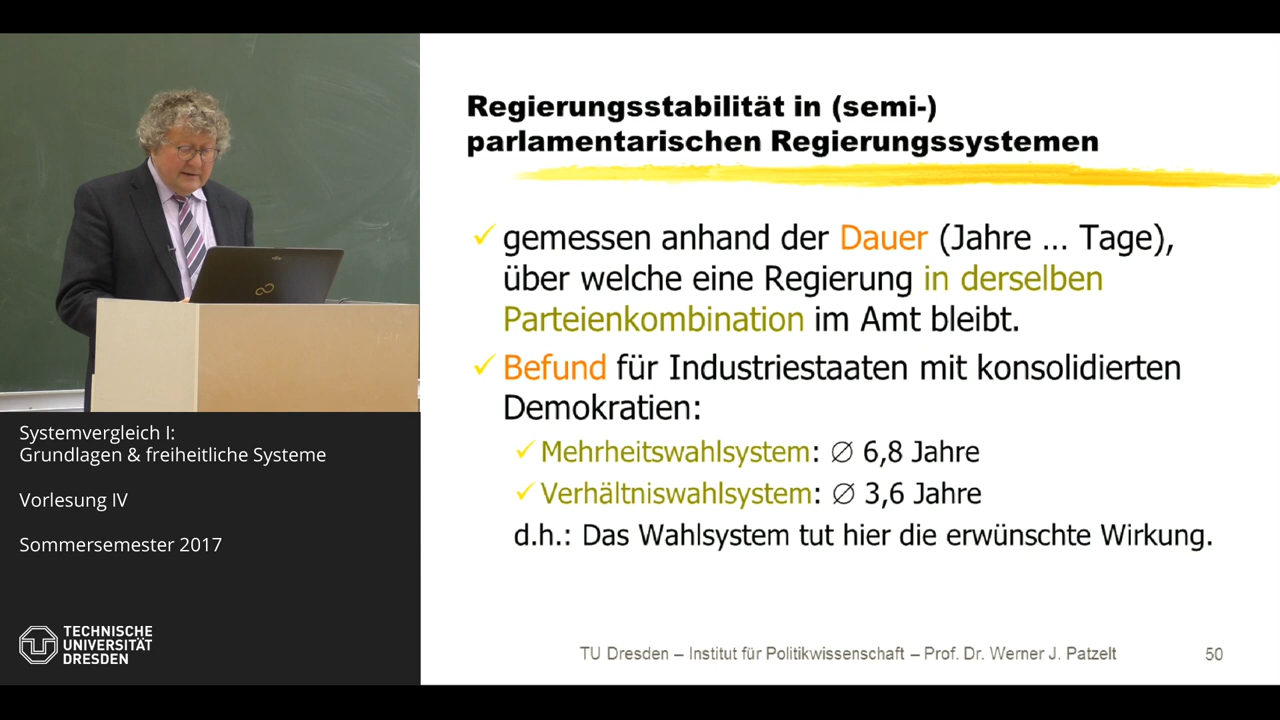 Regierungsstabilität in (semi-)
parlamentarischen Regierungssystemen
gemessen anhand der Dauer (Jahre ... Tage),
über welche eine Regierung in derselben
Parteienkombination im Amt bleibt.
Befund für Industriestaaten mit konsolidierten
Demokratien:
Mehrheitswahlsystem: ∅ 6,8 Jahre
Verhältniswahlsystem: ∅ 3,6 Jahre
d.h.: Das Wahlsystem tut hier die erwünschte Wirkung.
TU Dresden – Institut für Politikwissenschaft – Prof. Dr. Werner J. Patzelt
50
Systemvergleich I:
Grundlagen & freiheitliche Systeme
Vorlesung IV
Sommersemester 2017
TECHNISCHE
UNIVERSITÄT
DRESDEN